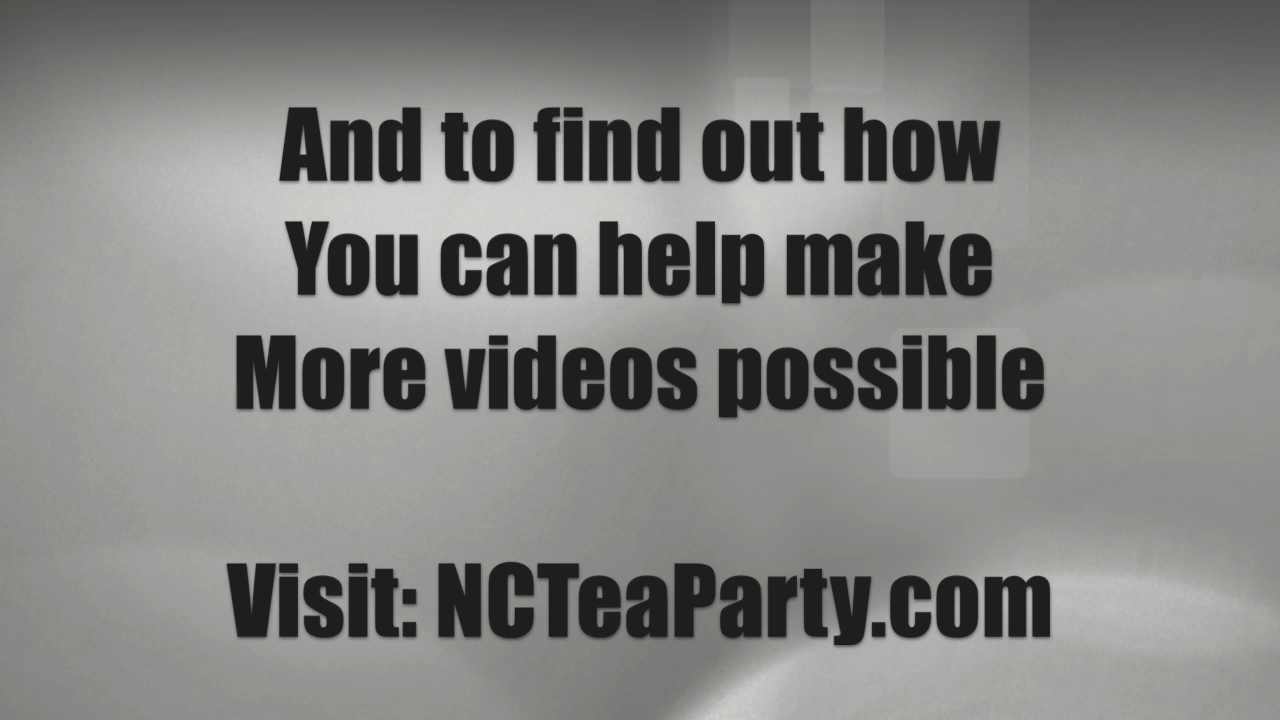 And to find out how
You can help make
More videos possible
Visit: NCTeaParty.com